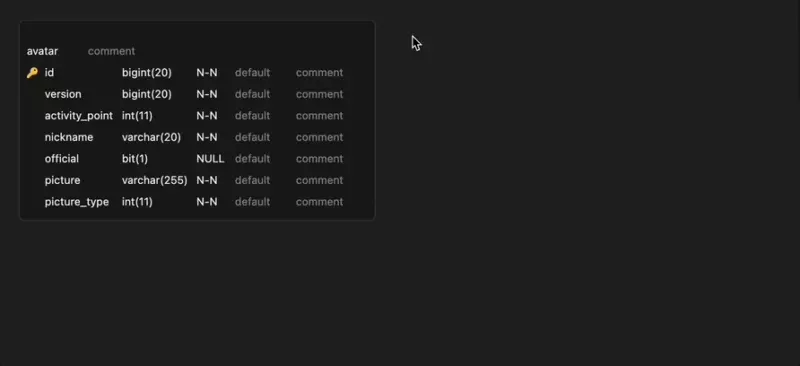 avatar comment
id bigint(20) N-N default comment
version bigint(20) N-N default comment
activity_point int(11) N-N default comment
nickname varchar(20) N-N default comment
official bit(1) NULL default comment
picture varchar(255) N-N default comment
picture_type int(11) N-N default comment